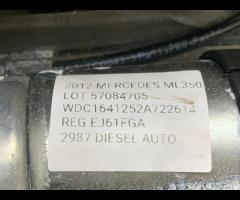 2012 MERCEDES ML350
LOT 57084705
WDC1641252A722614
REG EJ61FGA
2987 DIESEL AUTO